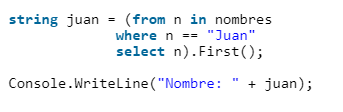 string juan = (from n in nombres
where n == "Juan"
select n).First();
Console.WriteLine("Nombre: " + juan);